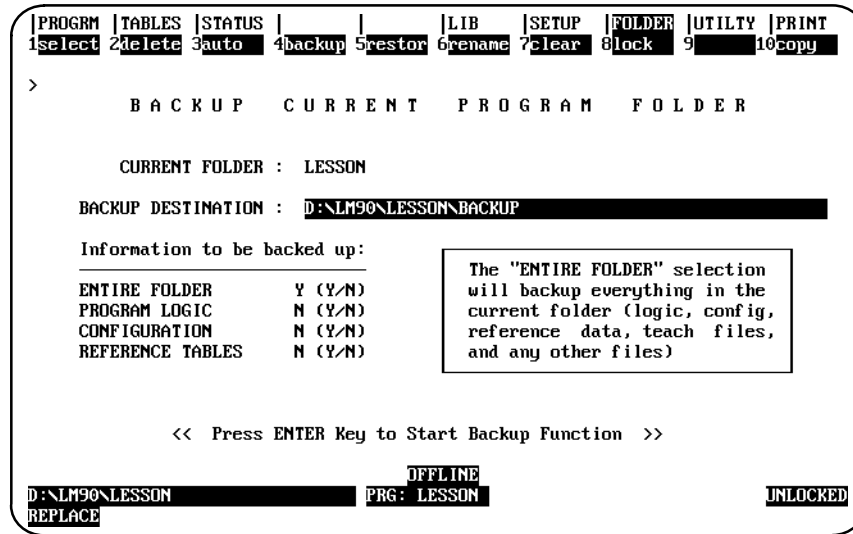 |PROGRM |TABLES |STATUS | | |LIB |SETUP |FOLDER |UTILTY |PRINT
1select 2delete 3auto 4backup 5restor 6rename 7clear 8lock 9 10copy
>
B A C K U P C U R R E N T P R O G R A M F O L D E R
CURRENT FOLDER : LESSON
BACKUP DESTINATION : D:\LM90\LESSON\BACKUP
Information to be backed up:
ENTIRE FOLDER Y (Y/N)
PROGRAM LOGIC N (Y/N)
CONFIGURATION N (Y/N)
REFERENCE TABLES N (Y/N)
The "ENTIRE FOLDER" selection
will backup everything in the
current folder (logic, config,
reference data, teach files,
and any other files)
<< Press ENTER Key to Start Backup Function >>
OFFLINE
D:\LM90\LESSON PRG: LESSON UNLOCKED
REPLACE